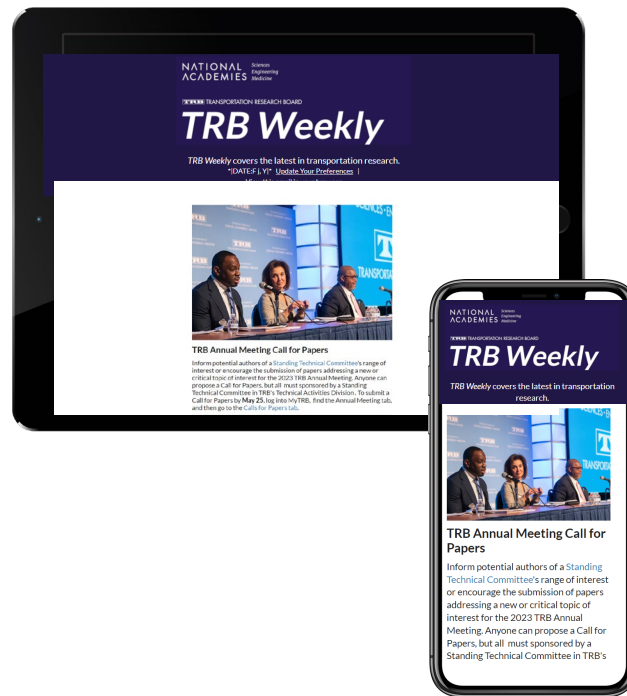 NATIONAL Sciences
ACADEMIES Engineering
Medicine
TRB TRANSPORTATION RESEARCH BOARD
TRB Weekly
TRB Weekly covers the latest in transportation research.
*|DATE:F j, Y|* Update Your Preferences |
TRB Annual Meeting Call for Papers
Inform potential authors of a Standing Technical Committee's range of
interest or encourage the submission of papers addressing a new or
critical topic of interest for the 2023 TRB Annual Meeting. Anyone can
propose a Call for Papers, but all must sponsored by a Standing
Technical Committee in TRB's Technical Activities Division. To submit a
Call for Papers by May 25, log into MyTRB, find the Annual Meeting tab,
and then go to the Calls for Papers tab.
NATIONAL Sciences
ACADEMIES Engineering
Medicine
TRB TRANSPORTATION RESEARCH BOARD
TRB Weekly
TRB Weekly covers the latest in transportation
research.
TRB Annual Meeting Call for
Papers
Inform potential authors of a Standing
Technical Committee's range of interest
or encourage the submission of papers
addressing a new or critical topic of
interest for the 2023 TRB Annual
Meeting. Anyone can propose a Call for
Papers, but all must sponsored by a
Standing Technical Committee in TRB's